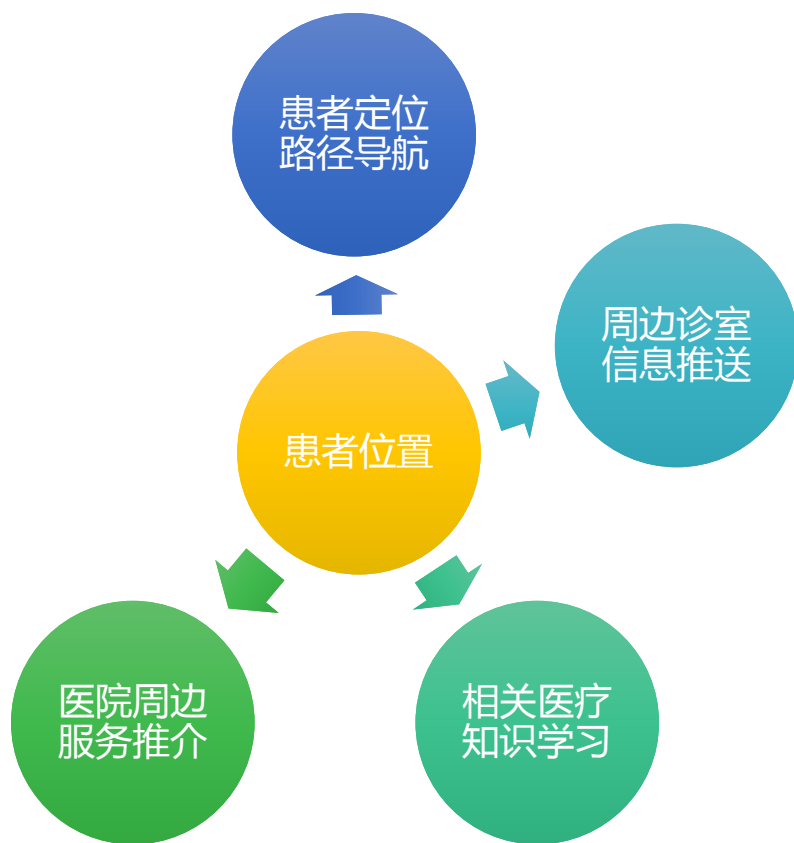 患者定位
路径导航
周边诊室
信息推送
患者位置
医院周边
服务推介
相关医疗
知识学习